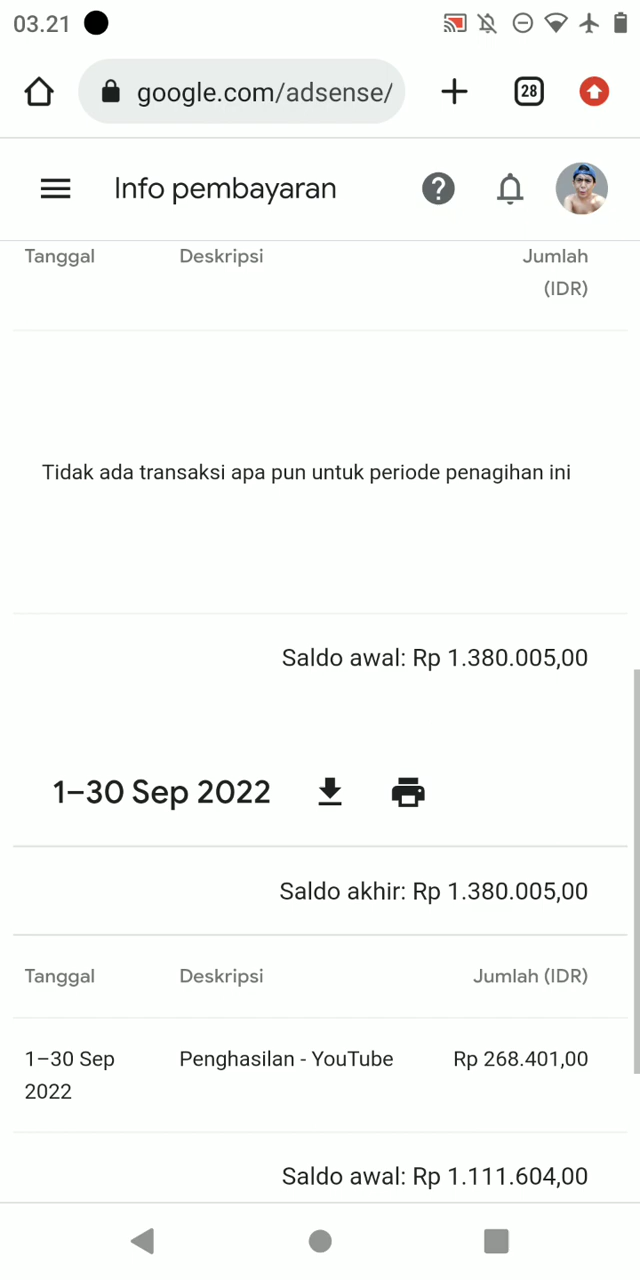 03.21
google.com/adsense/
28
Info pembayaran
Tanggal Deskripsi Jumlah
(IDR)
Tidak ada transaksi apa pun untuk periode penagihan ini
Saldo awal: Rp 1.380.005,00
1–30 Sep 2022
Saldo akhir: Rp 1.380.005,00
Tanggal Deskripsi Jumlah (IDR)
1–30 Sep Penghasilan - YouTube Rp 268.401,00
2022
Saldo awal: Rp 1.111.604,00